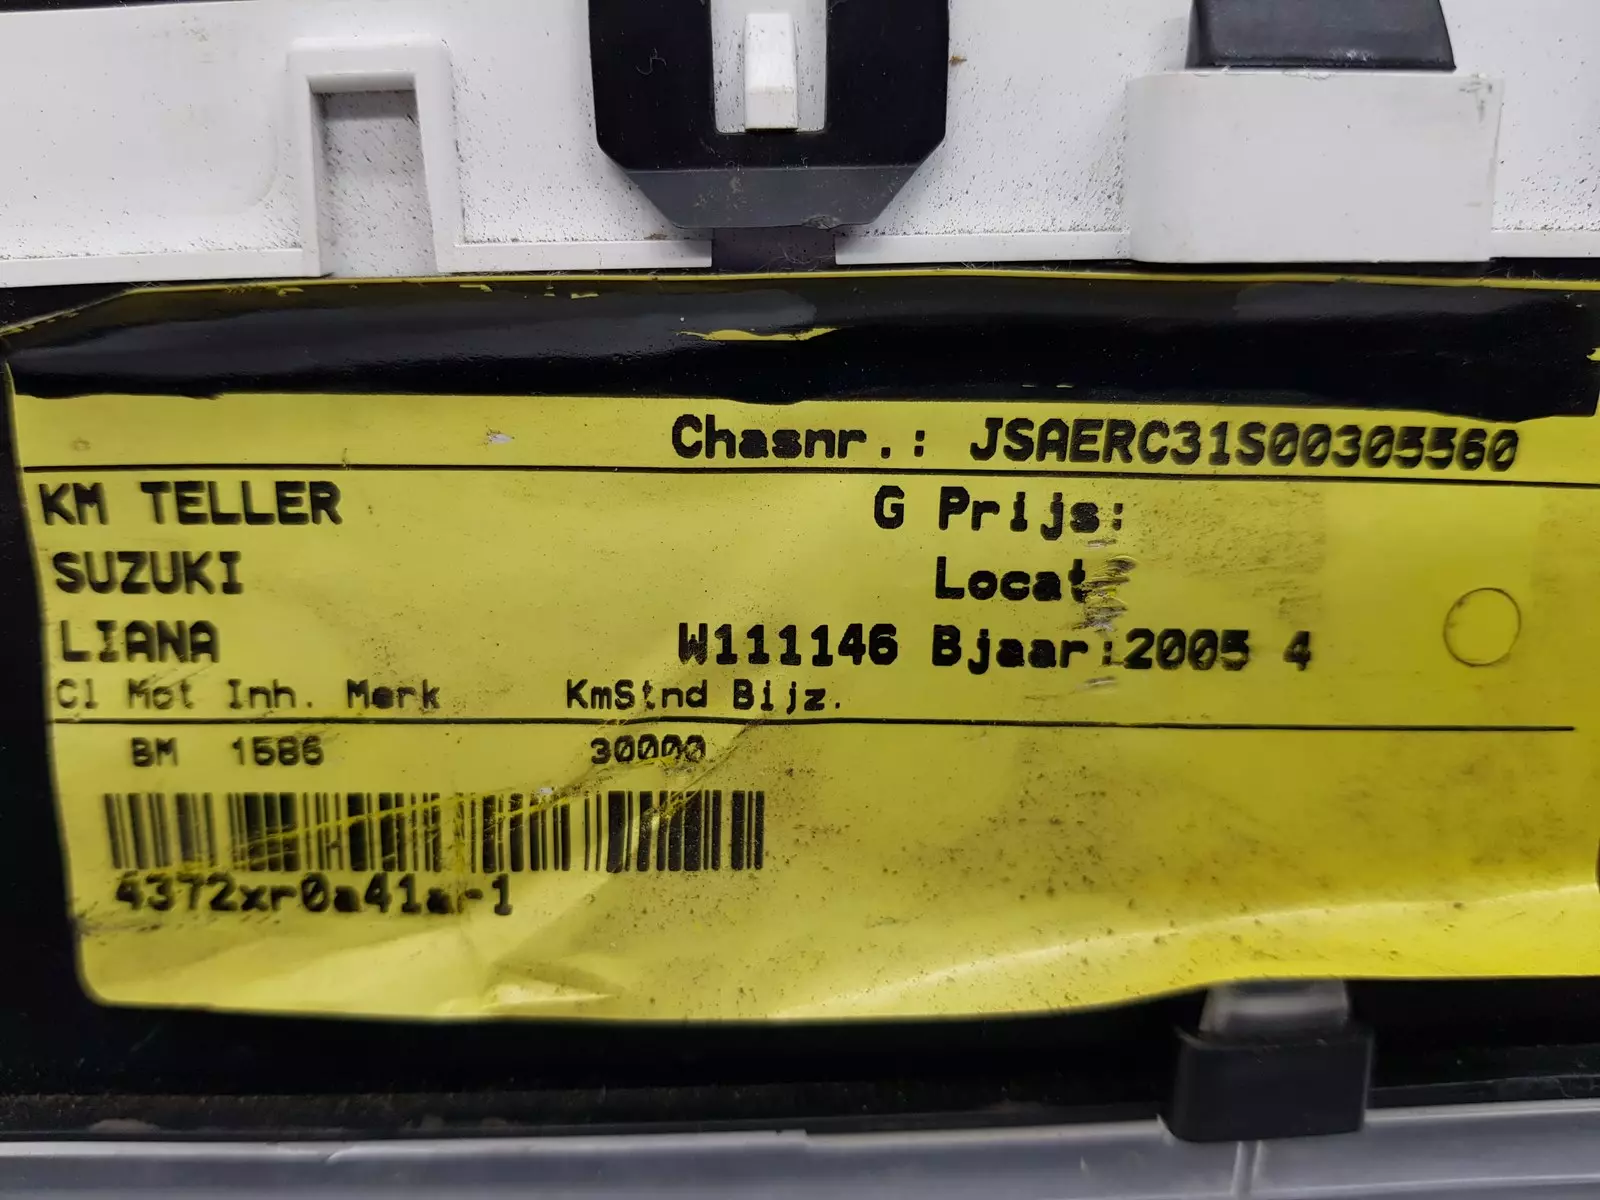 Chasnr.: JSAERC31S00305560
KM TELLER G Prijs:
SUZUKI Locat
LIANA W111146 Bjaar:2005 4
Cl Mot Inh. Merk KmStnd Bijz.
BM 1586 30000
4372xr0a41ar-1